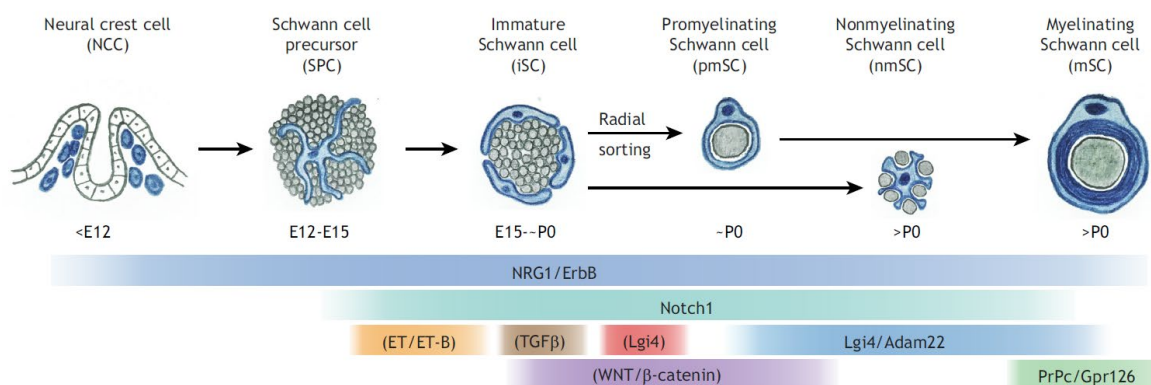 Neural crest cell
(NCC)
Schwann cell
precursor
(SPC)
Immature
Schwann cell
(iSC)
Promyelinating
Schwann cell
(pmSC)
Nonmyelinating
Schwann cell
(nmSC)
Myelinating
Schwann cell
(mSC)
Radial
sorting
<E12
E12-E15
E15-~P0
~P0
>P0
>P0
NRG1/ErbB
Notch1
(ET/ET-B)
(TGFβ)
(Lgi4)
Lgi4/Adam22
(WNT/β-catenin)
PrPc/Gpr126